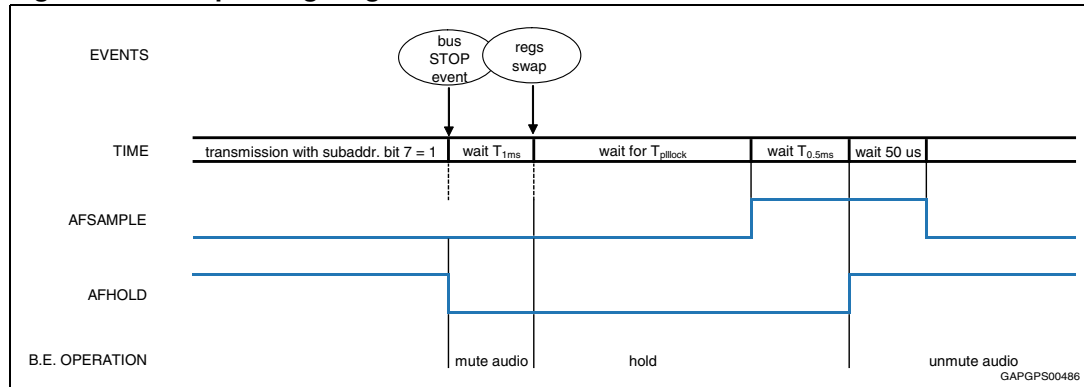 EVENTS
bus
STOP
event
regs
swap
TIME
transmission with subaddr. bit 7 = 1
wait T1ms
wait for Tplllock
wait T0.5ms
wait 50 us
AFSAMPLE
AFHOLD
B.E. OPERATION
mute audio
hold
unmute audio
GAPGPS00486